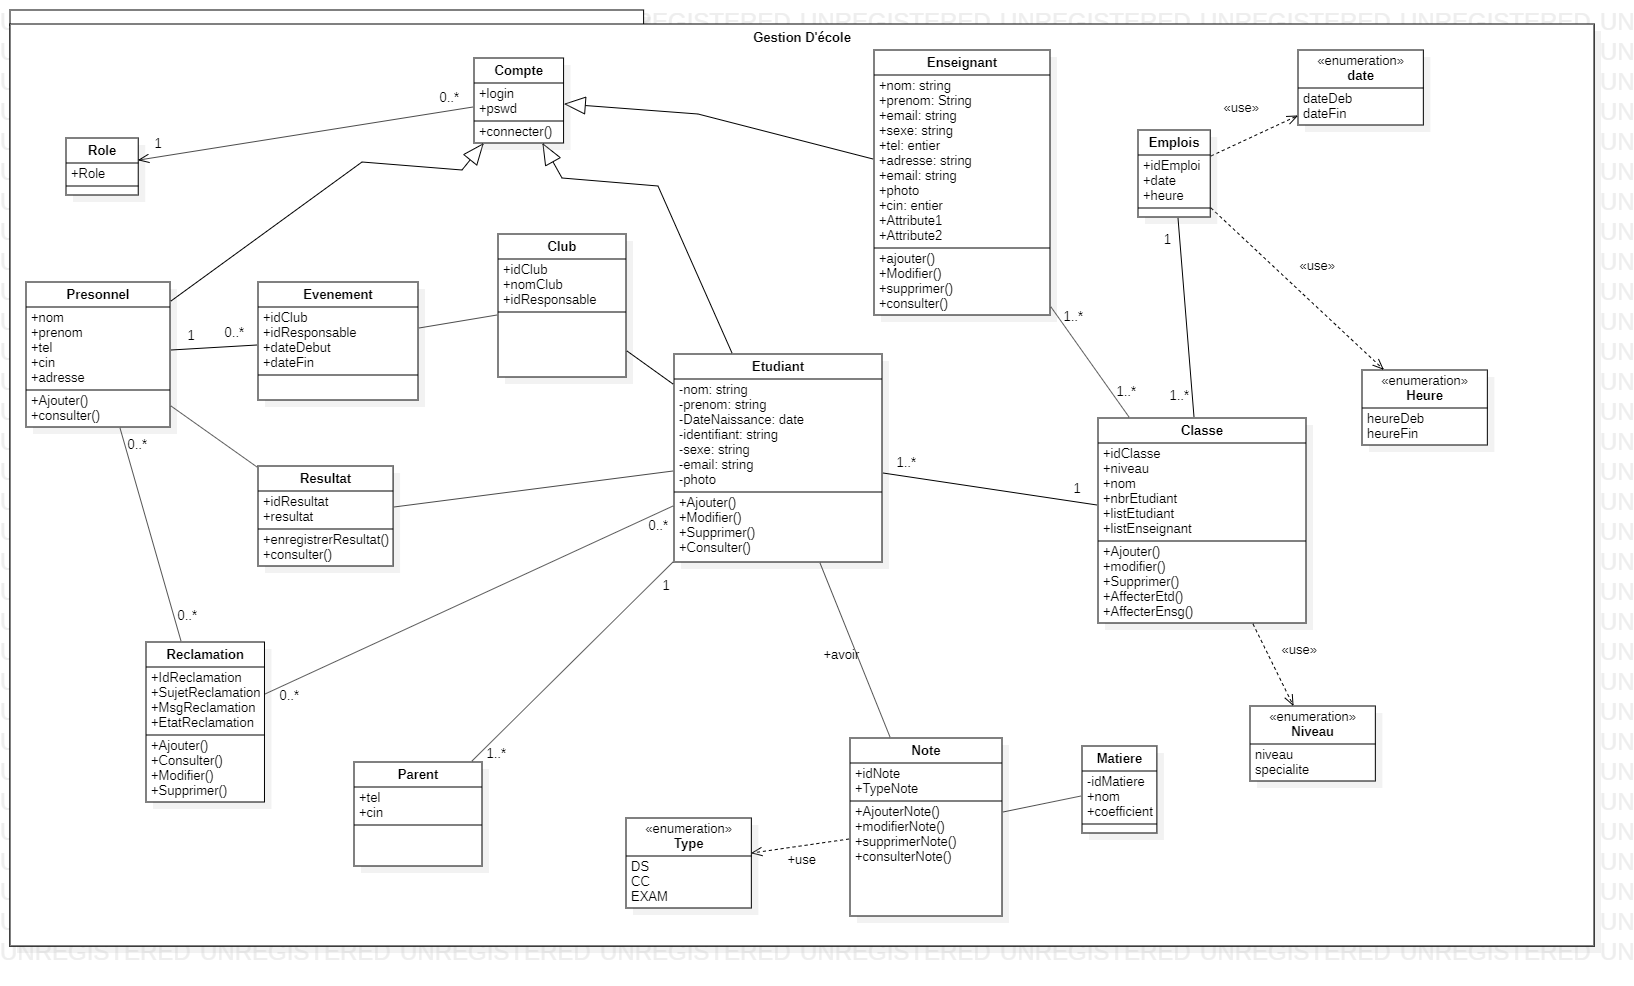 Gestion D'école
Compte
+login
+pswd
+connecter()
0..*
1
Role
+Role
Enseignant
+nom: string
+prenom: String
+email: string
+sexe: string
+tel: entier
+adresse: string
+email: string
+photo
+cin: entier
+Attribute1
+Attribute2
+ajouter()
+Modifier()
+supprimer()
+consulter()
«enumeration»
date
dateDeb
dateFin
«use»
Emplois
+idEmploi
+date
+heure
«use»
1
1..*
«enumeration»
Heure
heureDeb
heureFin
Club
+idClub
+nomClub
+idResponsable
Presonnel
+nom
+prenom
+tel
+cin
+adresse
+Ajouter()
+consulter()
1
0..*
Evenement
+idClub
+idResponsable
+dateDebut
+dateFin
1..*
1..*
Etudiant
-nom: string
-prenom: string
-DateNaissance: date
-identifiant: string
-sexe: string
-email: string
-photo
+Ajouter()
+Modifier()
+Supprimer()
+Consulter()
1..*
1
Classe
+idClasse
+niveau
+nom
+nbrEtudiant
+listEtudiant
+listEnseignant
+Ajouter()
+modifier()
+Supprimer()
+AffecterEtd()
+AffecterEnsg()
Resultat
+idResultat
+resultat
+enregistrerResultat()
+consulter()
0..*
0..*
0..*
0..*
Reclamation
+IdReclamation
+SujetReclamation
+MsgReclamation
+EtatReclamation
+Ajouter()
+Consulter()
+Modifier()
+Supprimer()
1
1..*
Parent
+tel
+cin
+avoir
Note
+idNote
+TypeNote
+AjouterNote()
+modifierNote()
+supprimerNote()
+consulterNote()
Matiere
-idMatiere
+nom
+coefficient
+use
«enumeration»
Type
DS
CC
EXAM
«use»
«enumeration»
Niveau
niveau
specialite
UNREGISTERED UNREGISTERED UNREGISTERED UNREGISTERED UNREGISTERED UNREGISTERED UNREGISTERED UNREGISTERED UN